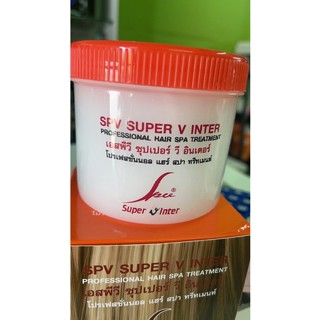 SPV SUPER V INTER
PROFESSIONAL HAIR SPA TREATMENT
เอสพีวี ซุปเปอร์ วี อินเตอร์
โปรเฟสชั่นนอล แฮร์ สปา ทรีทเมนท์
Spv®
Super V Inter
SPV SUPER V INTER
PROFESSIONAL HAIR SPA TREATMENT
เอสพีวี ซุปเปอร์ วี อิน
โปรเฟสชั่นนอล แฮร์ สปา ทรีทเมนท์